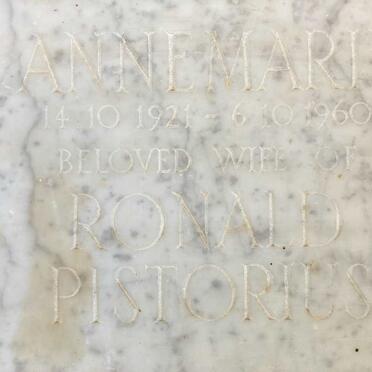 ANNEMARI
14·10·1921 – 6·10·1960
BELOVED WIFE OF
RONALD
PISTORIUS